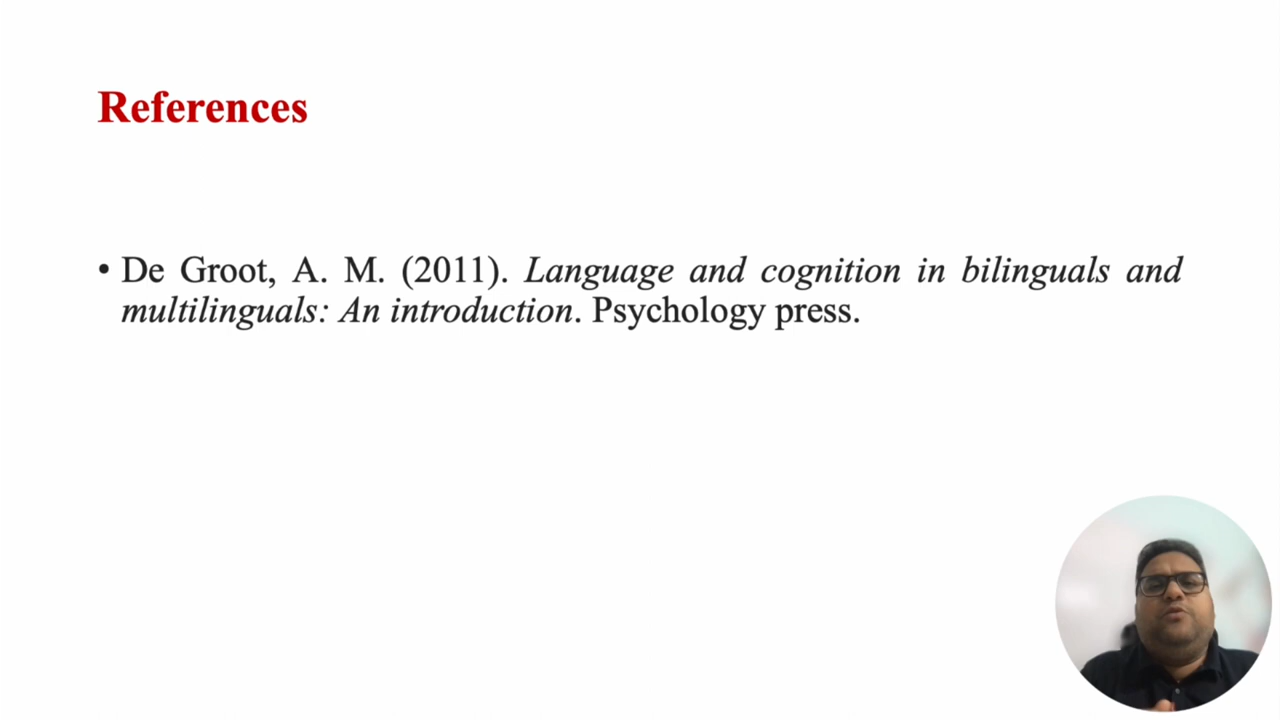 References
• De Groot, A. M. (2011). Language and cognition in bilinguals and
multilinguals: An introduction. Psychology press.